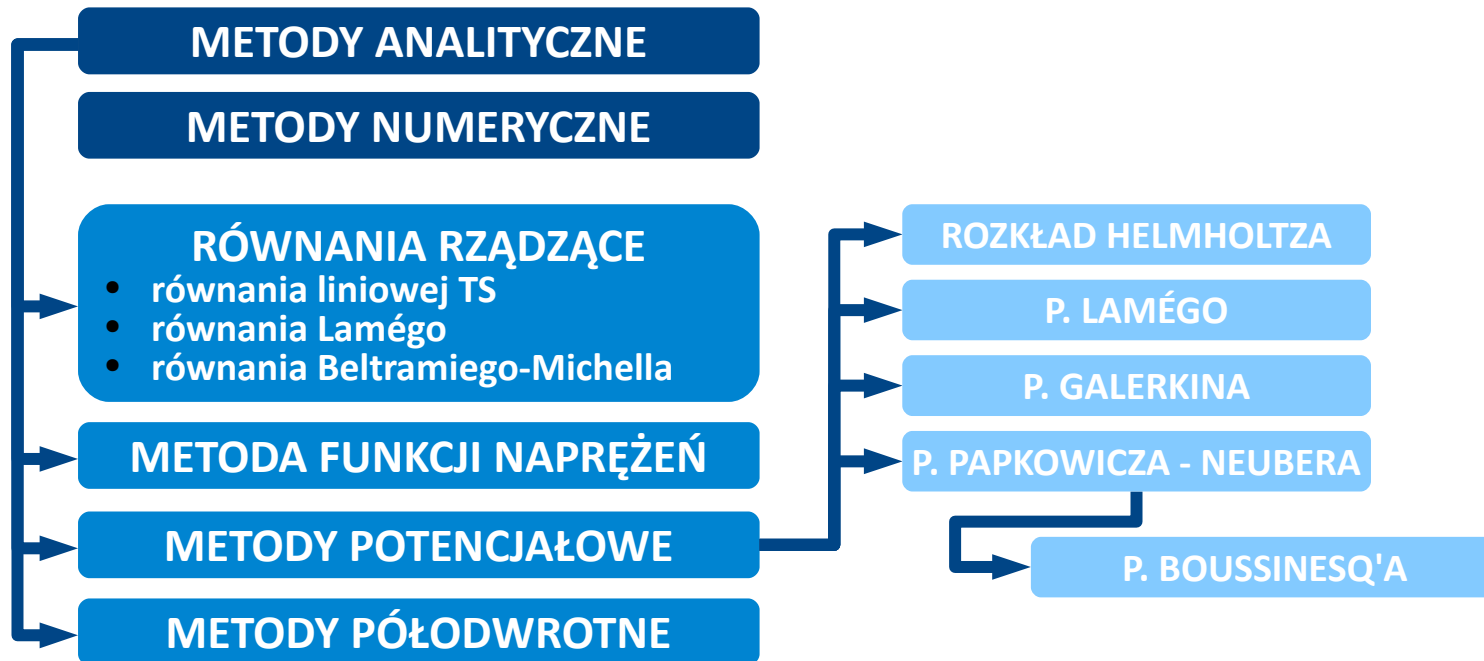 METODY ANALITYCZNE
METODY NUMERYCZNE
RÓWNANIA RZĄDZĄCE
• równania liniowej TS
• równania Lamégo
• równania Beltramiego-Michella
METODA FUNKCJI NAPRĘŻEŃ
METODY POTENCJAŁOWE
METODY PÓŁODWROTNE
ROZKŁAD HELMHOLTZA
P. LAMÉGO
P. GALERKINA
P. PAPKOWICZA - NEUBERA
P. BOUSSINESQ'A